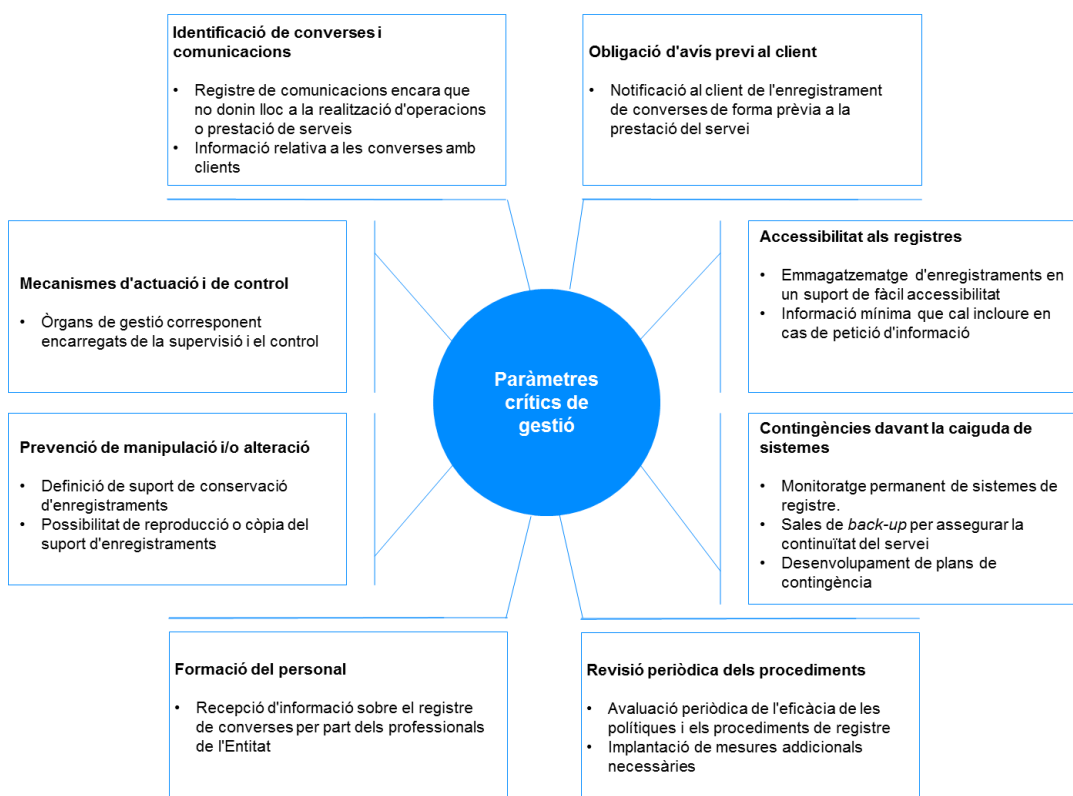 Identificació de converses i
comunicacions
• Registre de comunicacions encara que
no donin lloc a la realització d'operacions
o prestació de serveis
• Informació relativa a les converses amb
clients
Obligació d'avís previ al client
• Notificació al client de l'enregistrament
de converses de forma prèvia a la
prestació del servei
Mecanismes d'actuació i de control
• Òrgans de gestió corresponent
encarregats de la supervisió i el control
Accessibilitat als registres
• Emmagatzematge d'enregistraments en
un suport de fàcil accessibilitat
• Informació mínima que cal incloure en
cas de petició d'informació
Paràmetres
crítics de
gestió
Prevenció de manipulació i/o alteració
• Definició de suport de conservació
d'enregistraments
• Possibilitat de reproducció o còpia del
suport d'enregistraments
Contingències davant la caiguda de
sistemes
• Monitoratge permanent de sistemes de
registre.
• Sales de back-up per assegurar la
continuïtat del servei
• Desenvolupament de plans de
contingència
Formació del personal
• Recepció d'informació sobre el registre
de converses per part dels professionals
de l'Entitat
Revisió periòdica dels procediments
• Avaluació periòdica de l'eficàcia de les
polítiques i els procediments de registre
• Implantació de mesures addicionals
necessàries